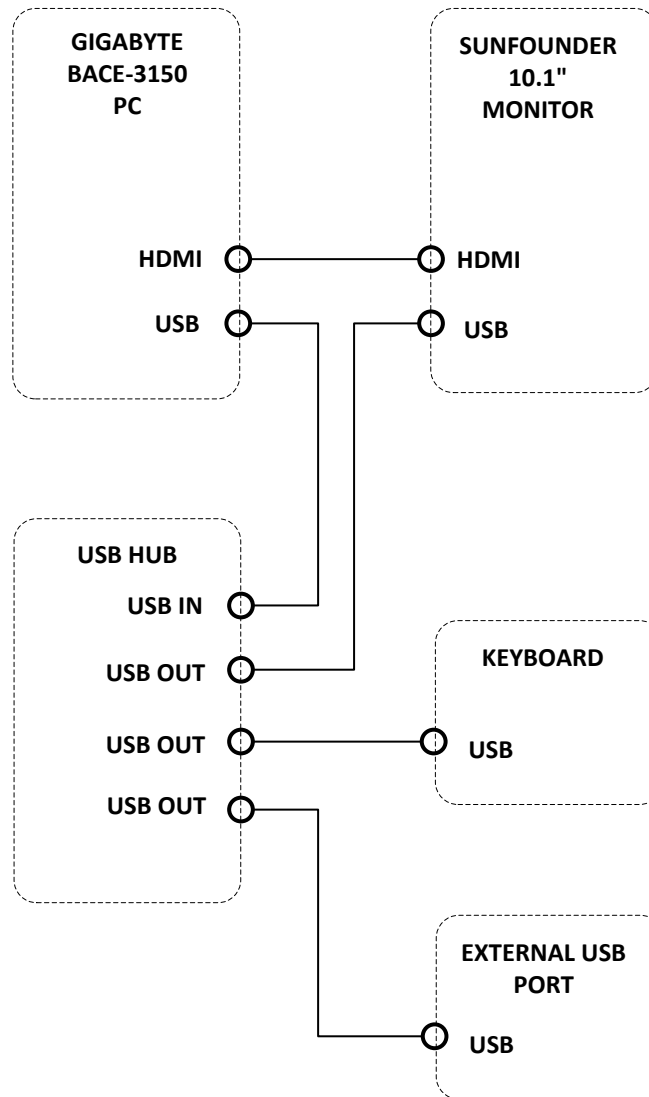 GIGABYTE
BACE-3150
PC
HDMI
USB
SUNFOUNDER
10.1"
MONITOR
HDMI
USB
USB HUB
USB IN
USB OUT
USB OUT
USB OUT
KEYBOARD
USB
EXTERNAL USB
PORT
USB